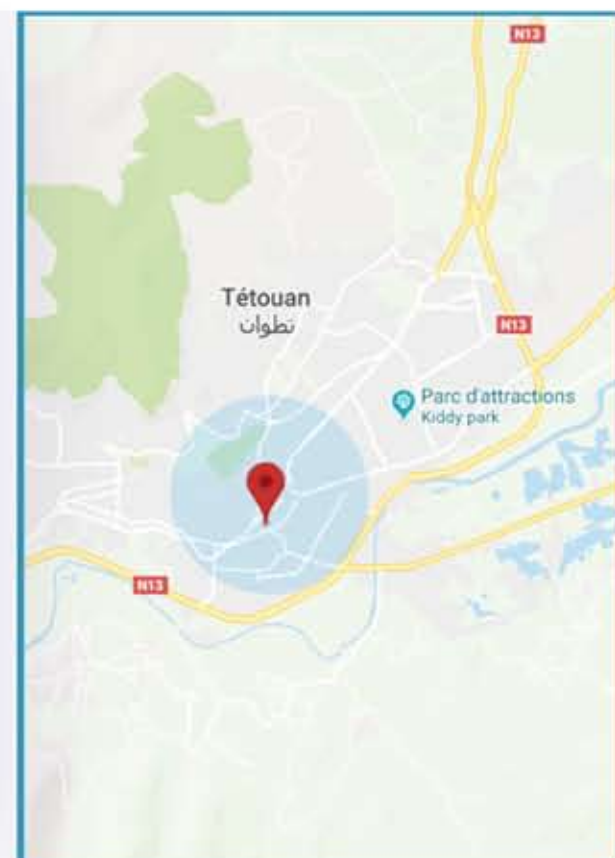 N13
Tétouan
تطوان
N13
Parc d'attractions
Kiddy park
N13